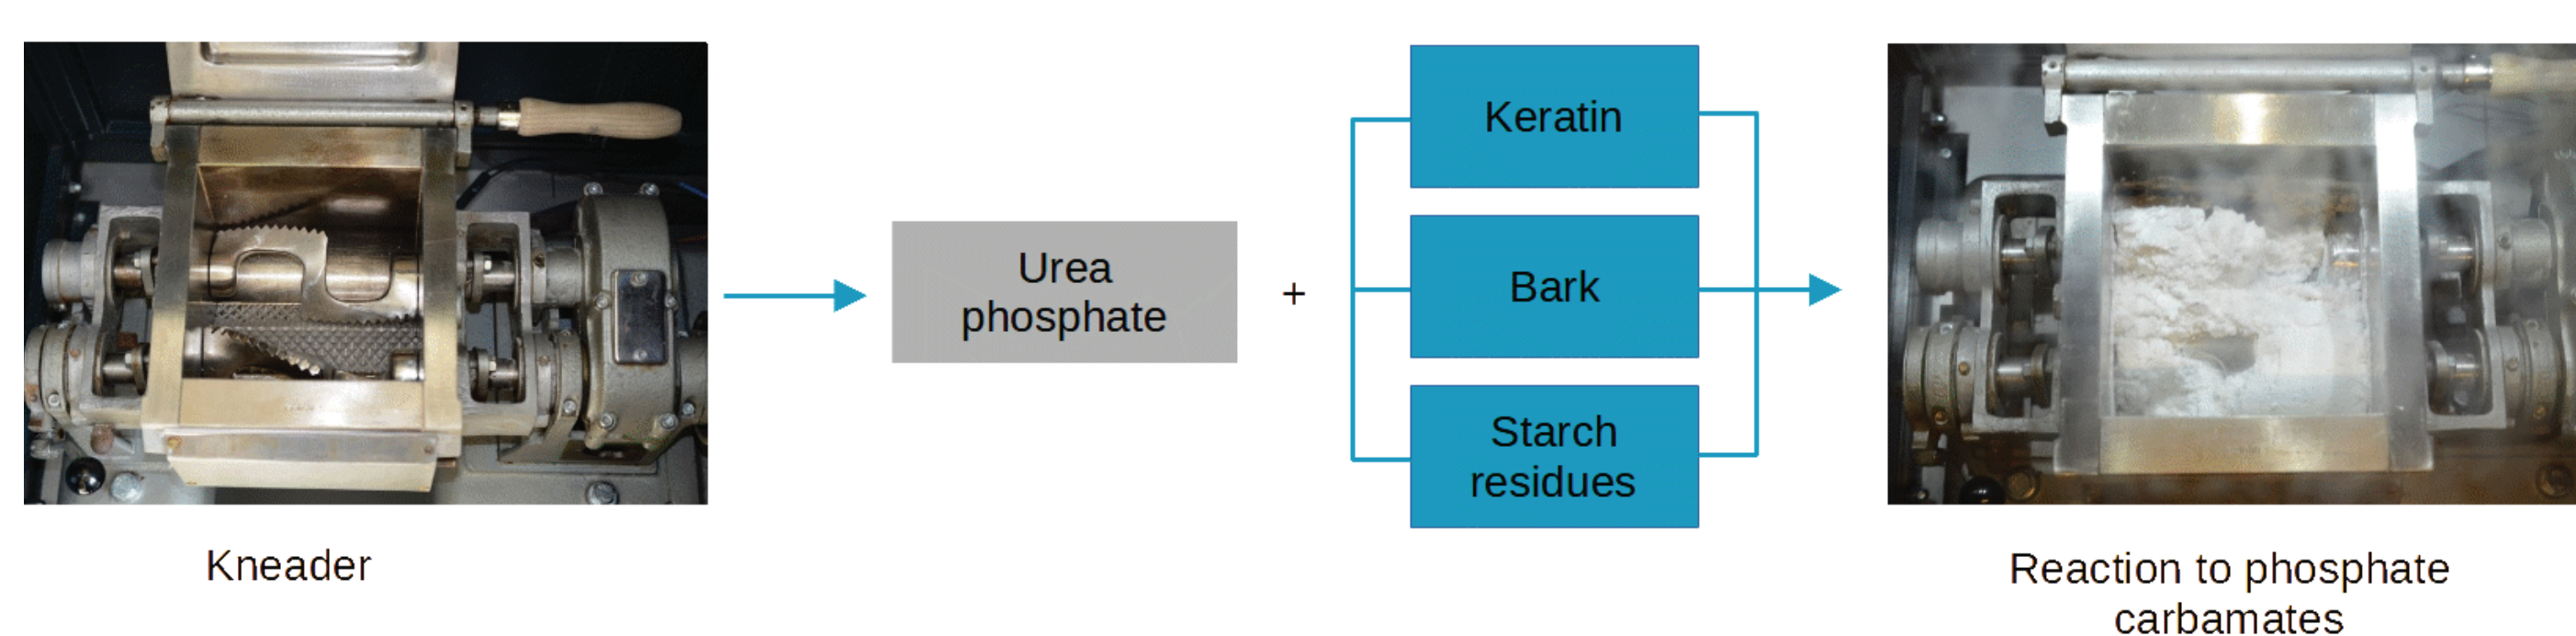 Keratin
Urea
phosphate
+
Bark
Starch
residues
Kneader
Reaction to phosphate
carbamates